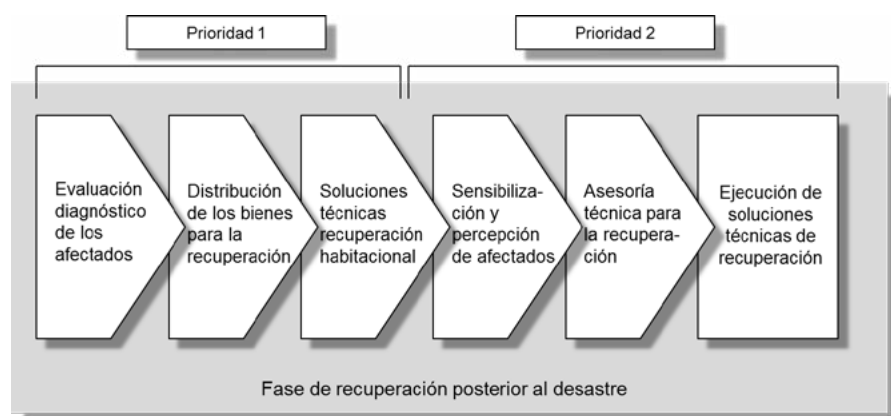 Prioridad 1
Prioridad 2
Evaluación
diagnóstico
de los
afectados
Distribución
de los bienes
para la
recuperación
Soluciones
técnicas
recuperación
habitacional
Sensibiliza-
ción y
percepción
de afectados
Asesoría
técnica para
la recupera-
ción
Ejecución de
soluciones
técnicas de
recuperación
Fase de recuperación posterior al desastre